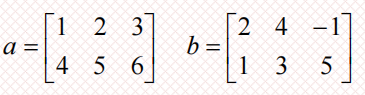 a = [1 2 3] b = [2 4 -1]
[4 5 6] [1 3 5]